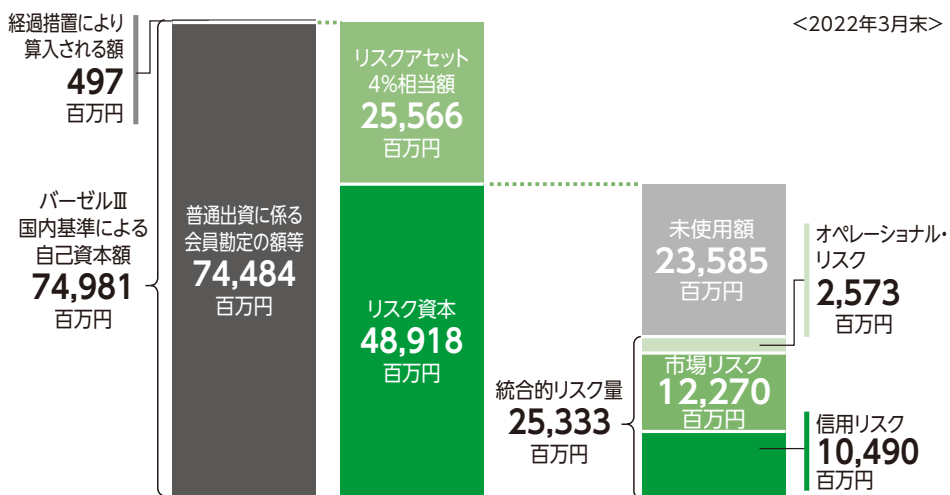 経過措置により
算入される額
497
百万円
バーゼルⅢ
国内基準による
自己資本額
74,981
百万円
普通出資に係る
会員勘定の額等
74,484
百万円
リスクアセット
4%相当額
25,566
百万円
リスク資本
48,918
百万円
<2022年3月末>
未使用額
23,585
百万円
オペレーショナル・
リスク
2,573
百万円
統合的リスク量
25,333
百万円
市場リスク
12,270
百万円
信用リスク
10,490
百万円